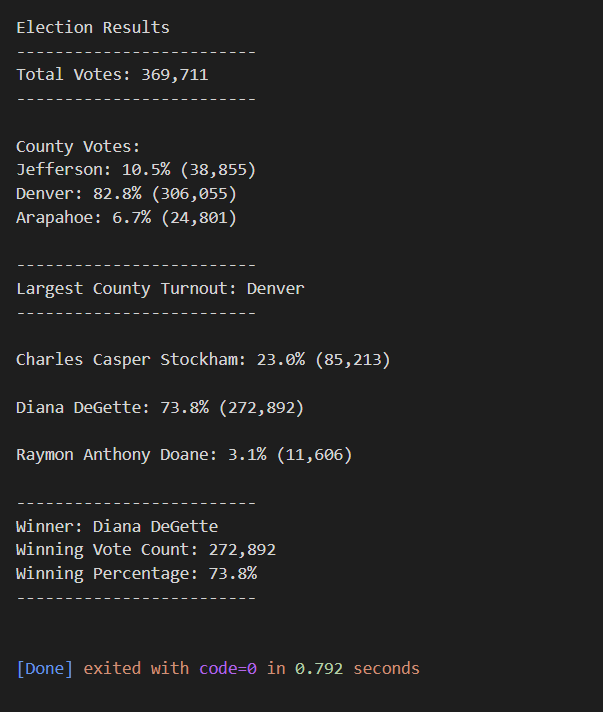 Election Results
-------------------------
Total Votes: 369,711
-------------------------
County Votes:
Jefferson: 10.5% (38,855)
Denver: 82.8% (306,055)
Arapahoe: 6.7% (24,801)
-------------------------
Largest County Turnout: Denver
-------------------------
Charles Casper Stockham: 23.0% (85,213)
Diana DeGette: 73.8% (272,892)
Raymon Anthony Doane: 3.1% (11,606)
-------------------------
Winner: Diana DeGette
Winning Vote Count: 272,892
Winning Percentage: 73.8%
-------------------------
[Done] exited with code=0 in 0.792 seconds